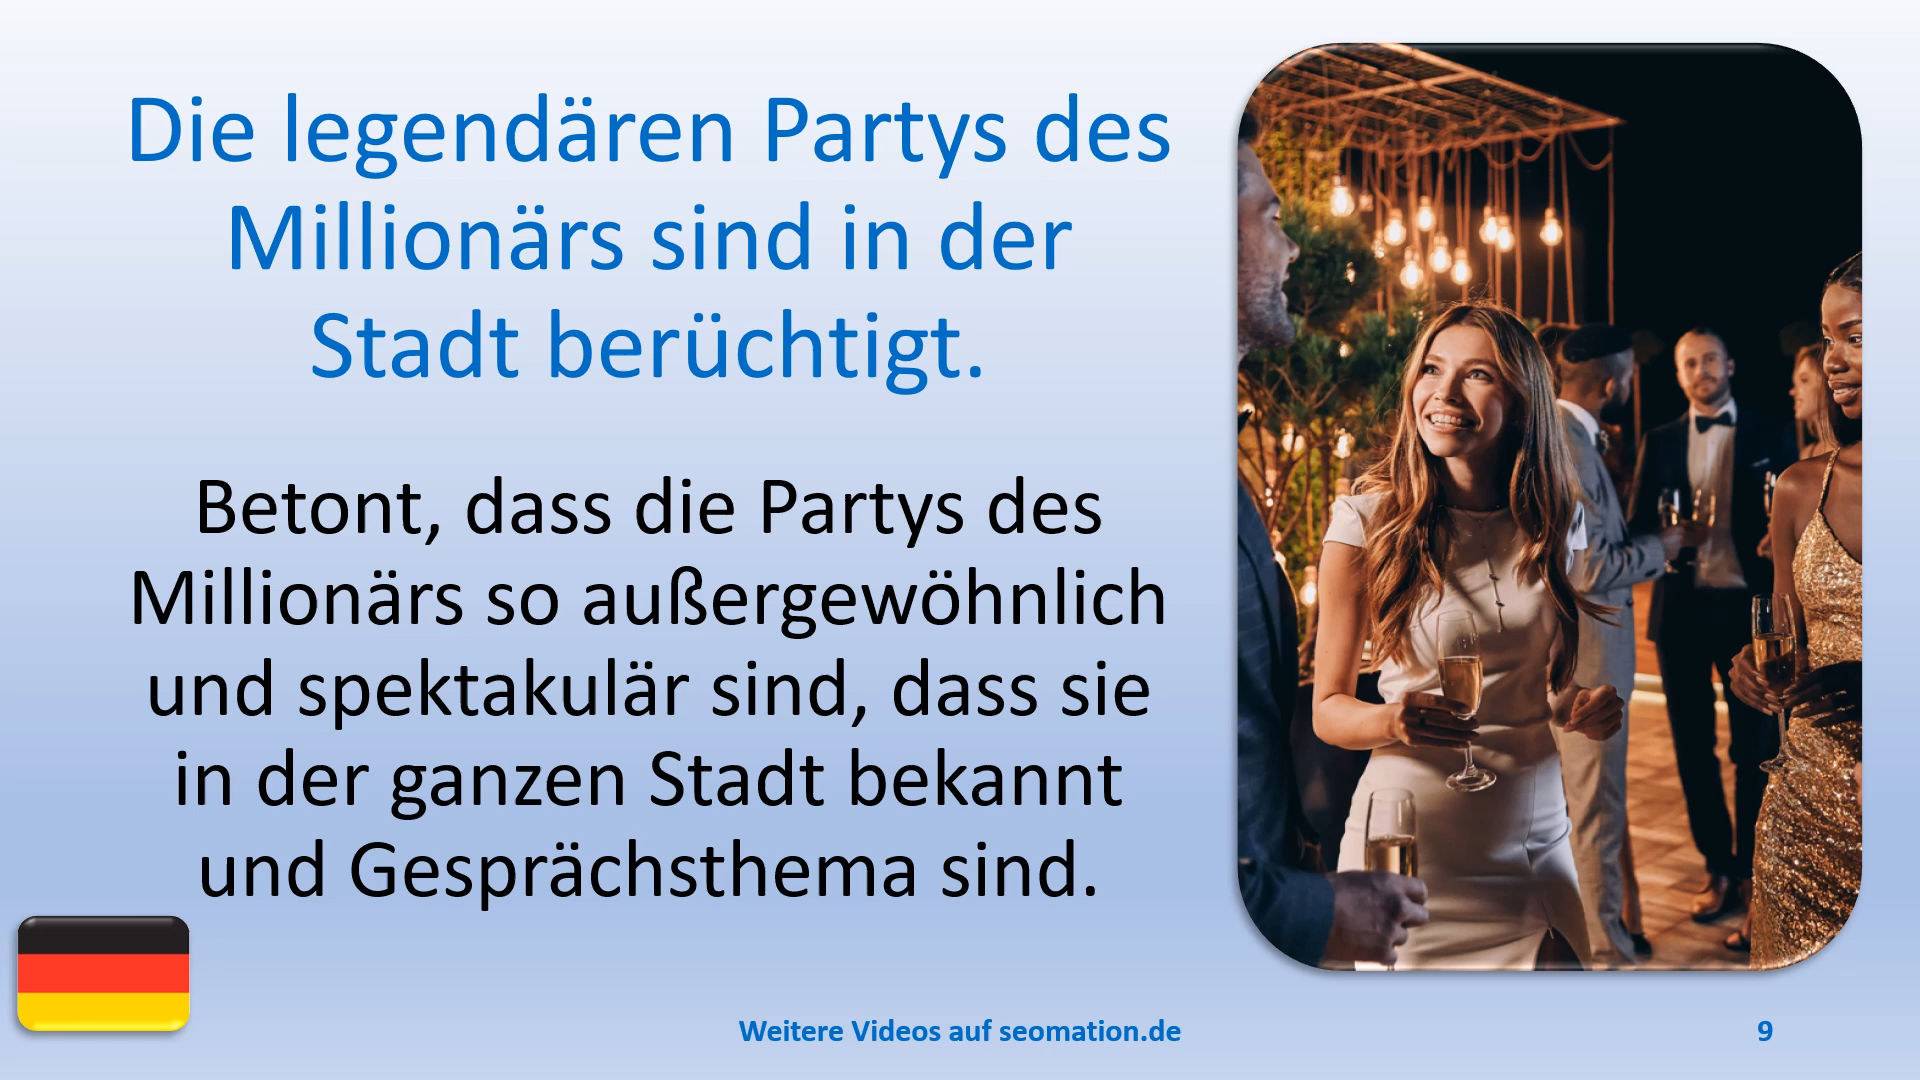 Die legendären Partys des
Millionärs sind in der
Stadt berüchtigt.
Betont, dass die Partys des
Millionärs so außergewöhnlich
und spektakulär sind, dass sie
in der ganzen Stadt bekannt
und Gesprächsthema sind.
Weitere Videos auf seomation.de
9